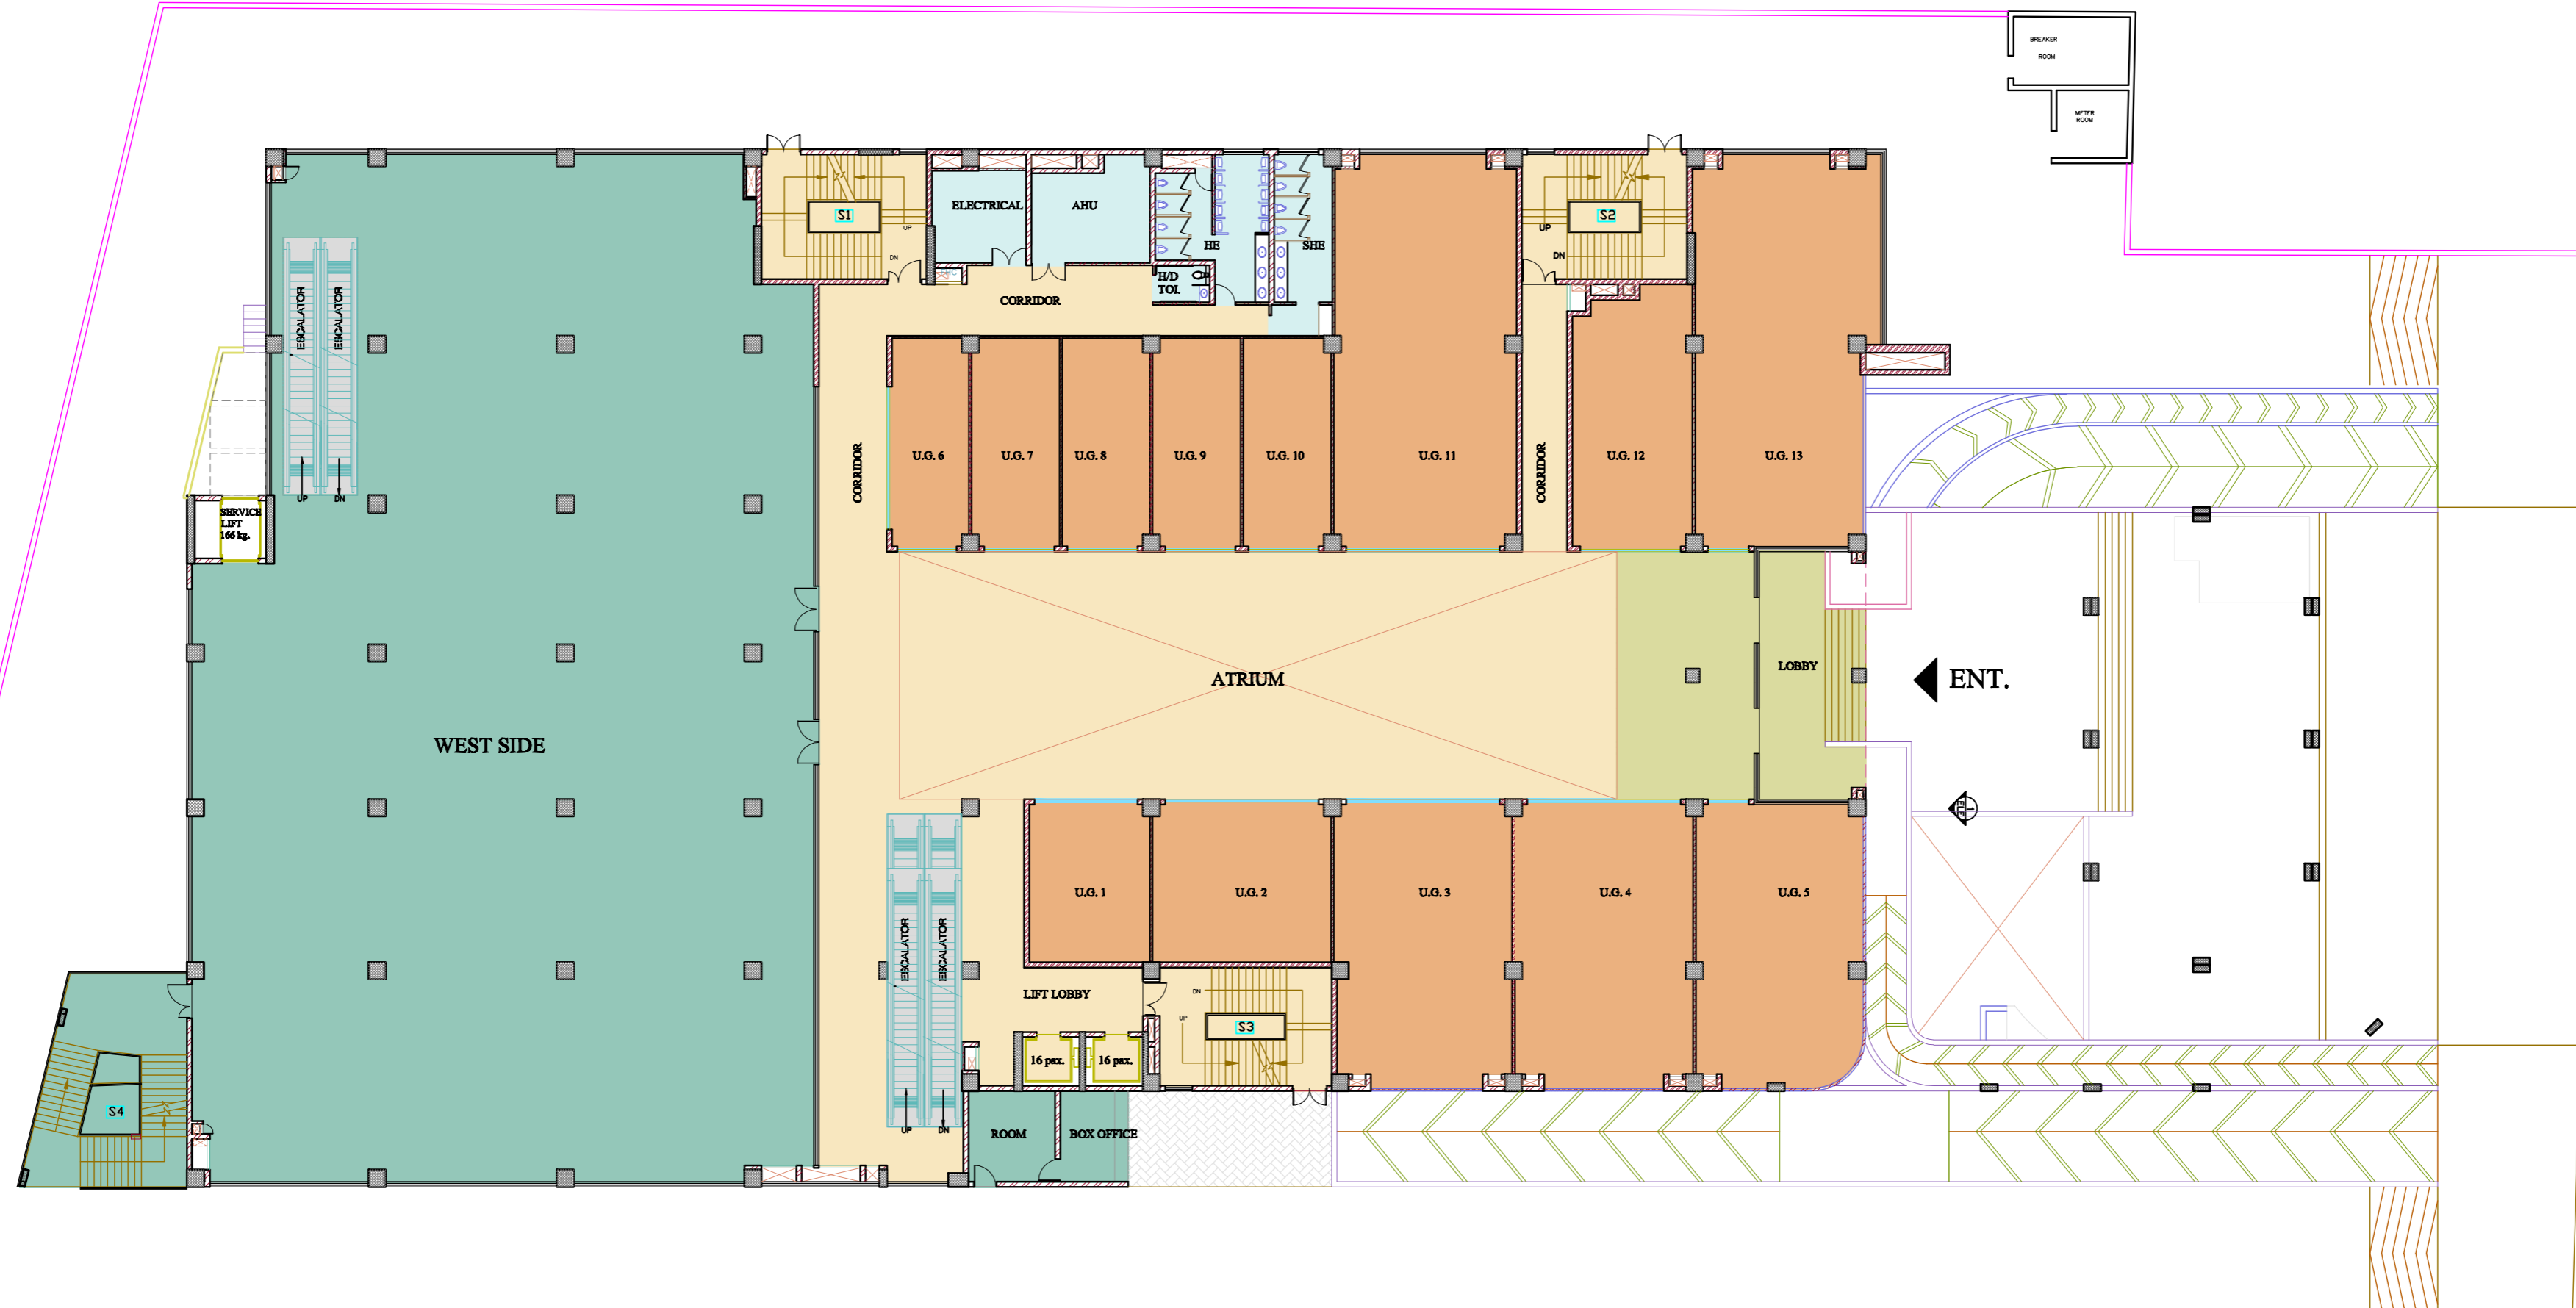 BREAKER
ROOM
METER
ROOM
S1
UP
DN
ELECTRICAL
AHU
HE
SHE
H/D
TOI.
S2
UP
DN
CORRIDOR
ESCALATOR
ESCALATOR
UP
DN
SERVICE
LIFT
166 kg.
CORRIDOR
U.G. 6
U.G. 7
U.G. 8
U.G. 9
U.G. 10
U.G. 11
CORRIDOR
U.G. 12
U.G. 13
WEST SIDE
ATRIUM
LOBBY
ENT.
1
ELE
U.G. 1
U.G. 2
U.G. 3
U.G. 4
U.G. 5
ESCALATOR
ESCALATOR
UP
DN
LIFT LOBBY
16 pax.
16 pax.
DN
UP
S3
S4
ROOM
BOX OFFICE